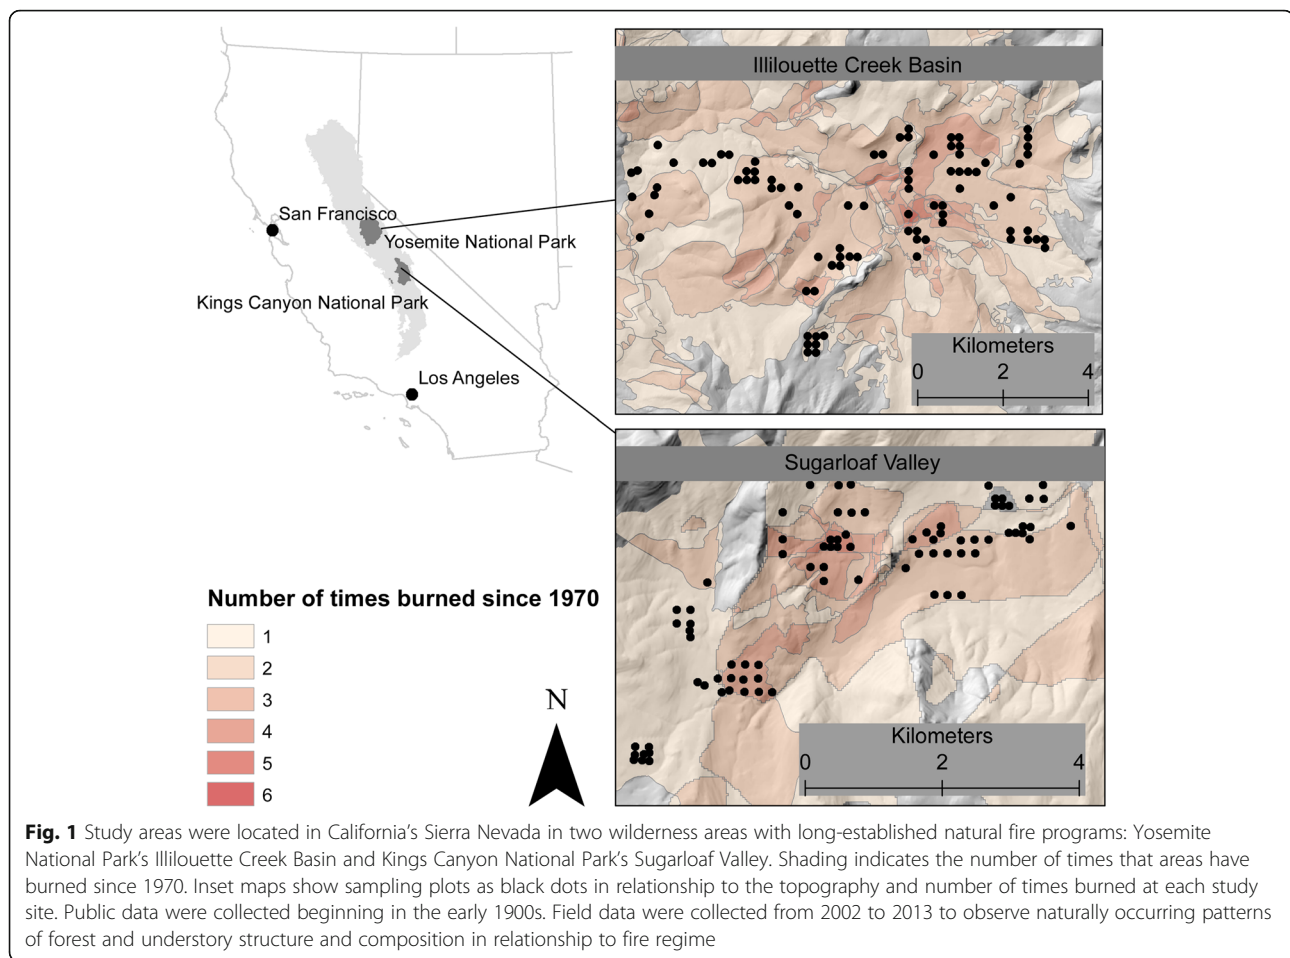 Illilouette Creek Basin
San Francisco
Yosemite National Park
Kings Canyon National Park
Los Angeles
Kilometers
0 2 4
Sugarloaf Valley
Kilometers
0 2 4
Number of times burned since 1970
1
2
3
4
5
6
N
Fig. 1 Study areas were located in California's Sierra Nevada in two wilderness areas with long-established natural fire programs: Yosemite
National Park's Illilouette Creek Basin and Kings Canyon National Park's Sugarloaf Valley. Shading indicates the number of times that areas have
burned since 1970. Inset maps show sampling plots as black dots in relationship to the topography and number of times burned at each study
site. Public data were collected beginning in the early 1900s. Field data were collected from 2002 to 2013 to observe naturally occurring patterns
of forest and understory structure and composition in relationship to fire regime